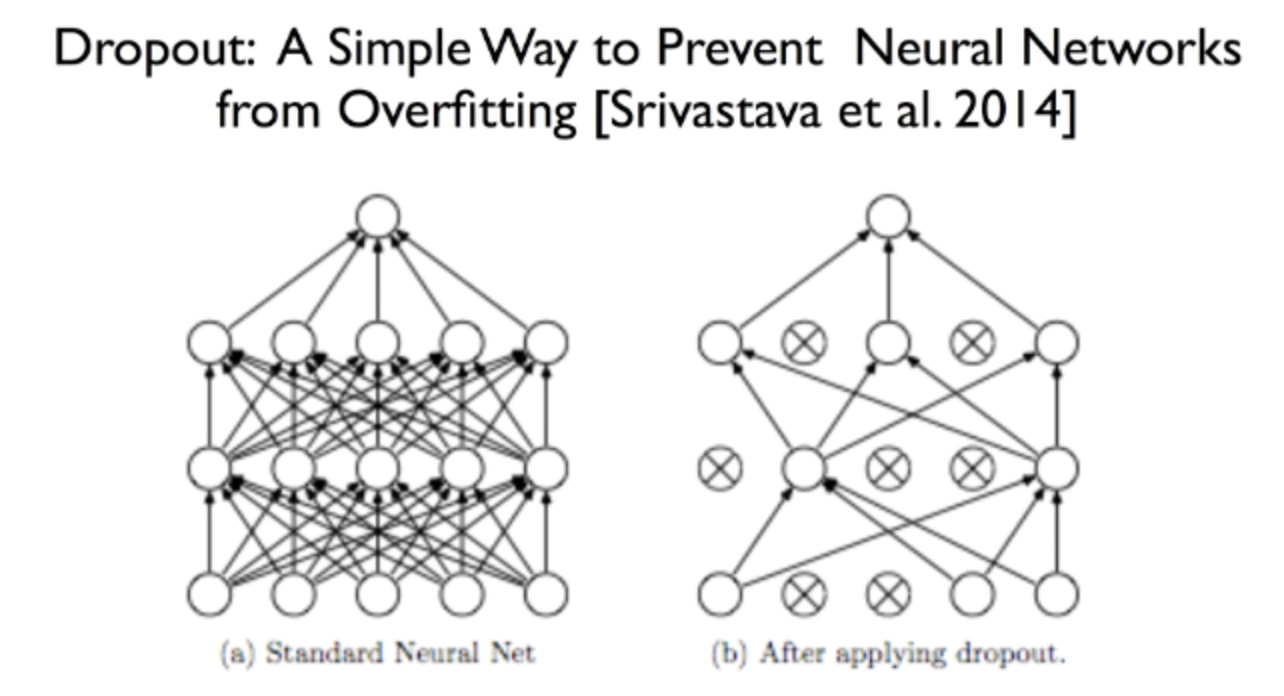 Dropout: A Simple Way to Prevent Neural Networks
from Overfitting [Srivastava et al. 2014]
(a) Standard Neural Net
(b) After applying dropout.